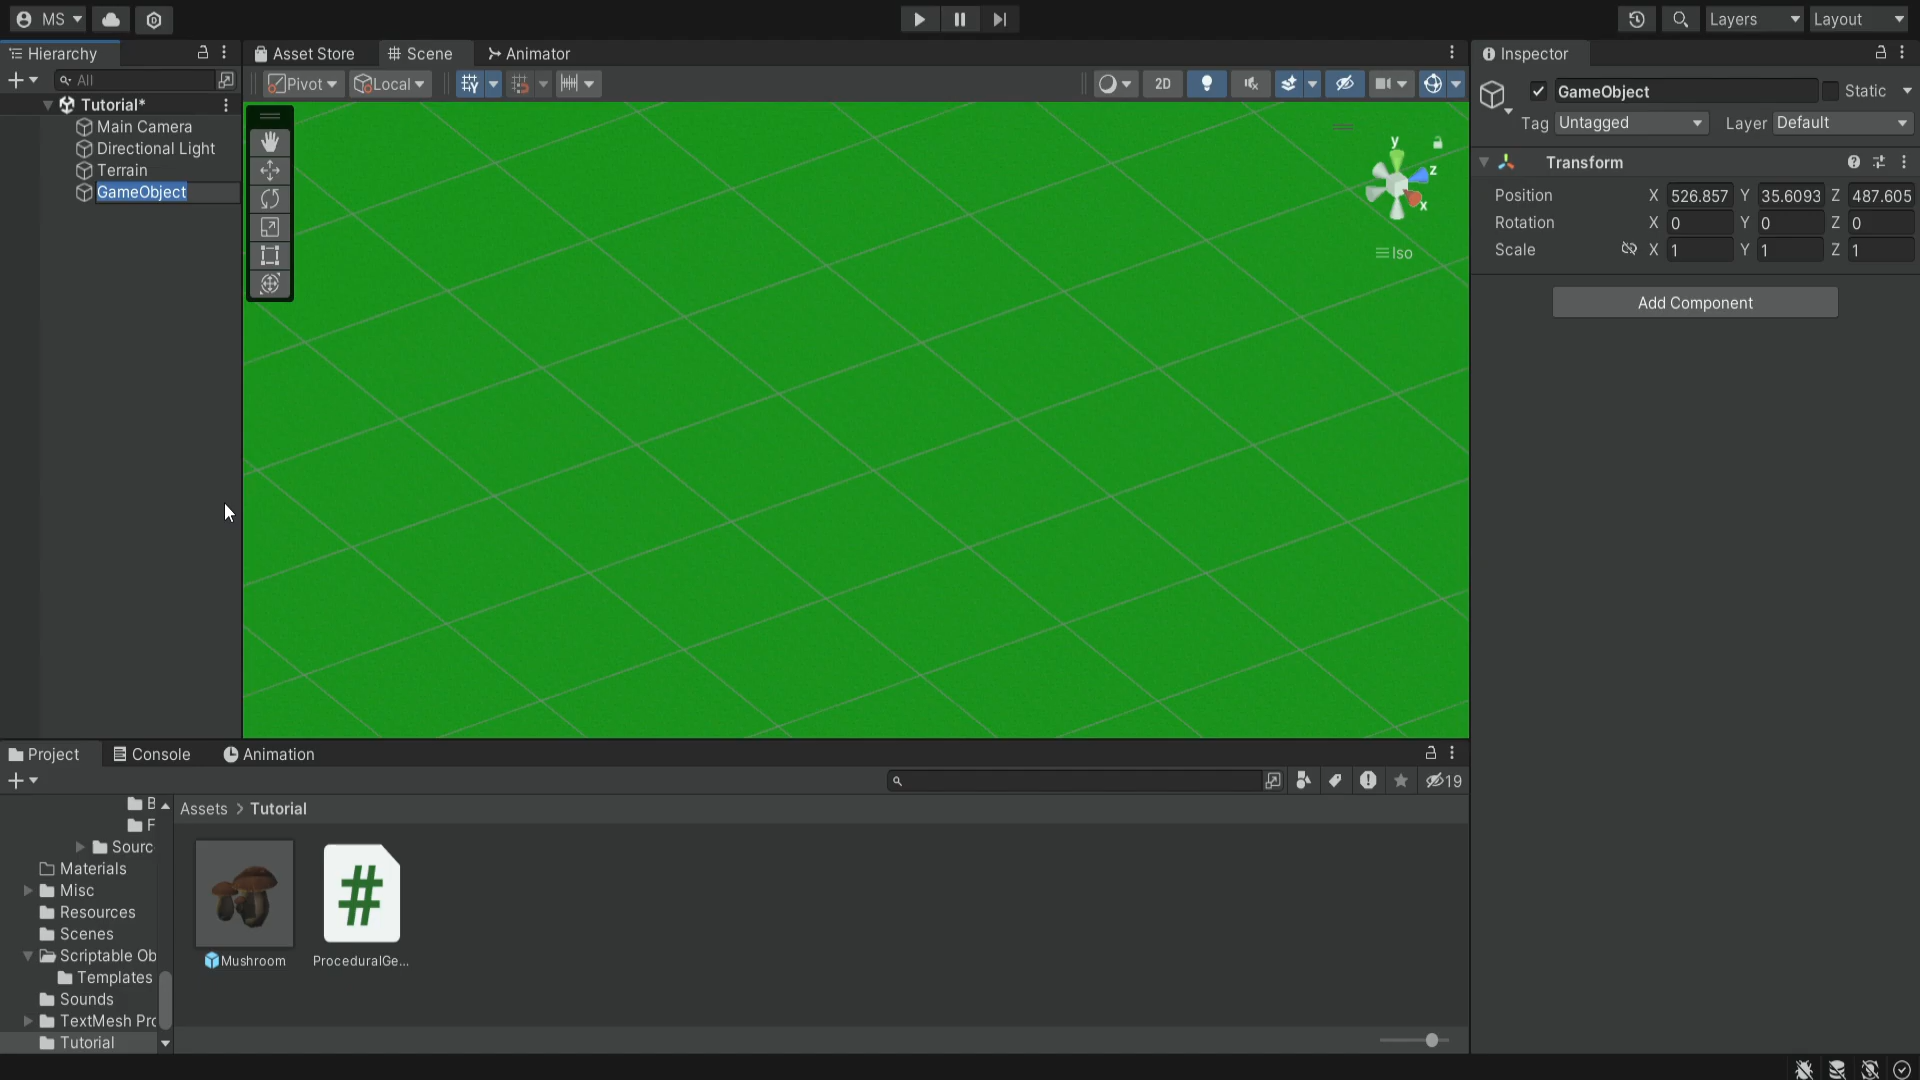 MS
Layers
Layout
Hierarchy
Asset Store
Scene
Animator
Inspector
All
Pivot
Local
2D
GameObject
Static
Tutorial*
Main Camera
Directional Light
Terrain
GameObject
Tag Untagged
Layer Default
y
z
x
Iso
Transform
Position X 526.857 Y 35.6093 Z 487.605
Rotation X 0 Y 0 Z 0
Scale X 1 Y 1 Z 1
Add Component
Project
Console
Animation
19
Assets > Tutorial
B
F
Sourc
Materials
Misc
Resources
Scenes
Scriptable Ob
Templates
Sounds
TextMesh Pro
Tutorial
#
Mushroom
ProceduralGe...